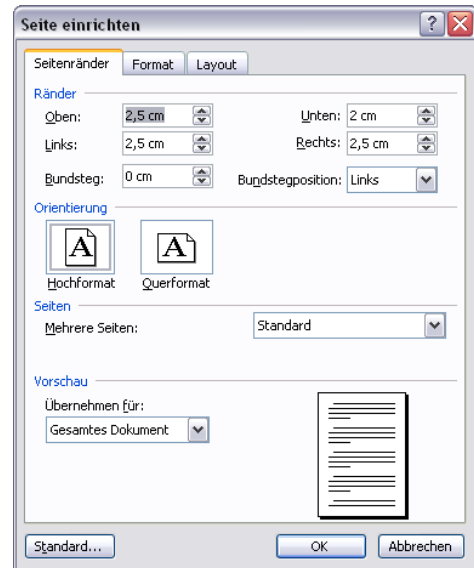 Seite einrichten
Seitenränder Format Layout
Ränder
Oben: 2,5 cm Unten: 2 cm
Links: 2,5 cm Rechts: 2,5 cm
Bundsteg: 0 cm Bundstegposition: Links
Orientierung
A A
Hochformat Querformat
Seiten
Mehrere Seiten: Standard
Vorschau
Übernehmen für:
Gesamtes Dokument
Standard... OK Abbrechen